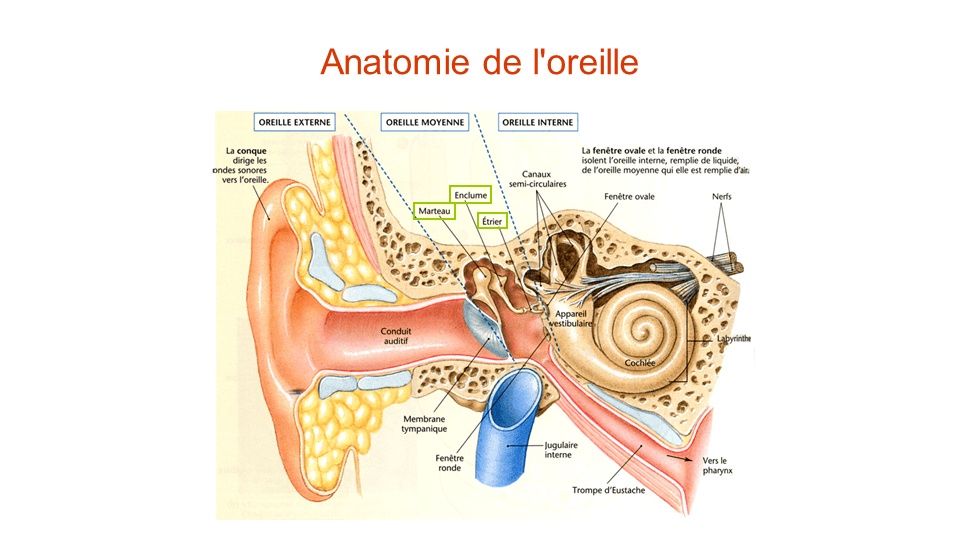 Anatomie de l'oreille
OREILLE EXTERNE
OREILLE MOYENNE
OREILLE INTERNE
La conque
dirige les
ondes sonores
vers l'oreille.
La fenêtre ovale et la fenêtre ronde
isolent l'oreille interne, remplie de liquide,
de l'oreille moyenne qui elle est remplie d'air.
Canaux
semi-circulaires
Enclume
Marteau
Étrier
Fenêtre ovale
Nerfs
Appareil
vestibulaire
Conduit
auditif
Labyrinthe
Cochlée
Membrane
tympanique
Fenêtre
ronde
Jugulaire
interne
Vers le
pharynx
Trompe d'Eustache